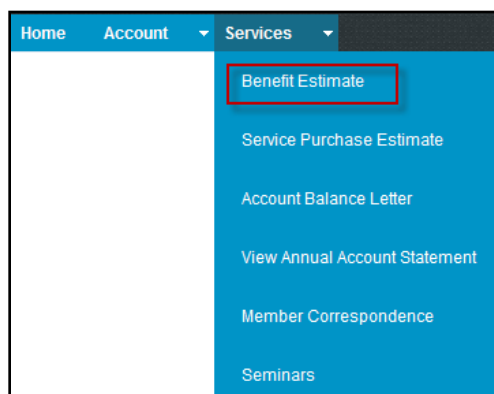 Home Account Services
Benefit Estimate
Service Purchase Estimate
Account Balance Letter
View Annual Account Statement
Member Correspondence
Seminars